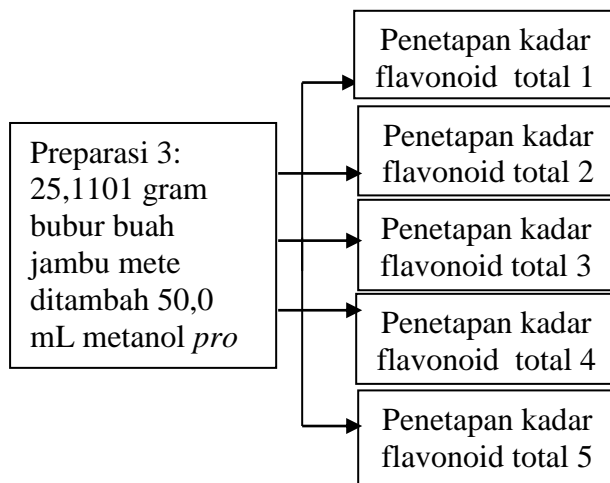 Preparasi 3:
25,1101 gram
bubur buah
jambu mete
ditambah 50,0
mL metanol pro
Penetapan kadar
flavonoid total 1
Penetapan kadar
flavonoid total 2
Penetapan kadar
flavonoid total 3
Penetapan kadar
flavonoid total 4
Penetapan kadar
flavonoid total 5